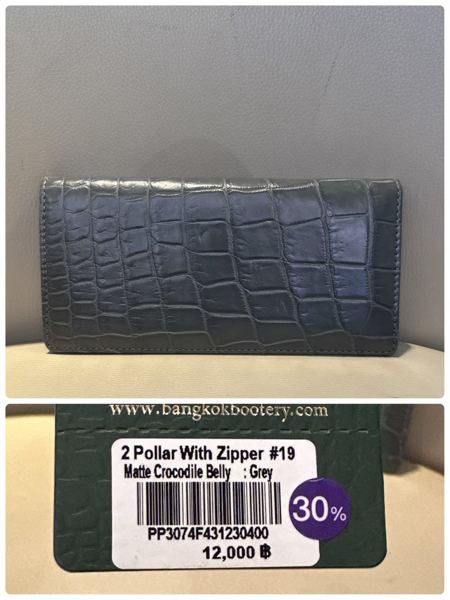 www.bangkokbootery.com
2 Pollar With Zipper #19
Matte Crocodile Belly : Grey
30%
PP3074F431230400
12,000 ฿